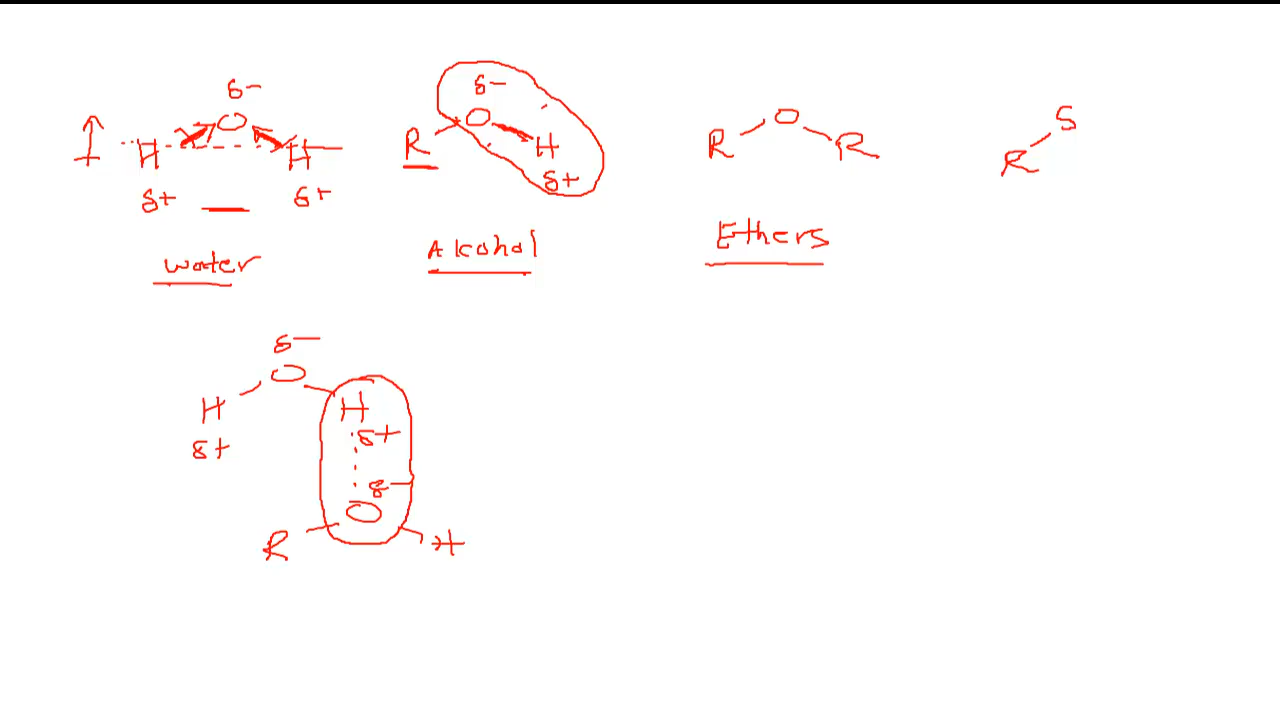 δ− δ−
H O H R O H R O R R S
δ+ δ+ δ+
water Alcohol Ethers
δ−
H O H
δ+ δ+
δ−
R O H